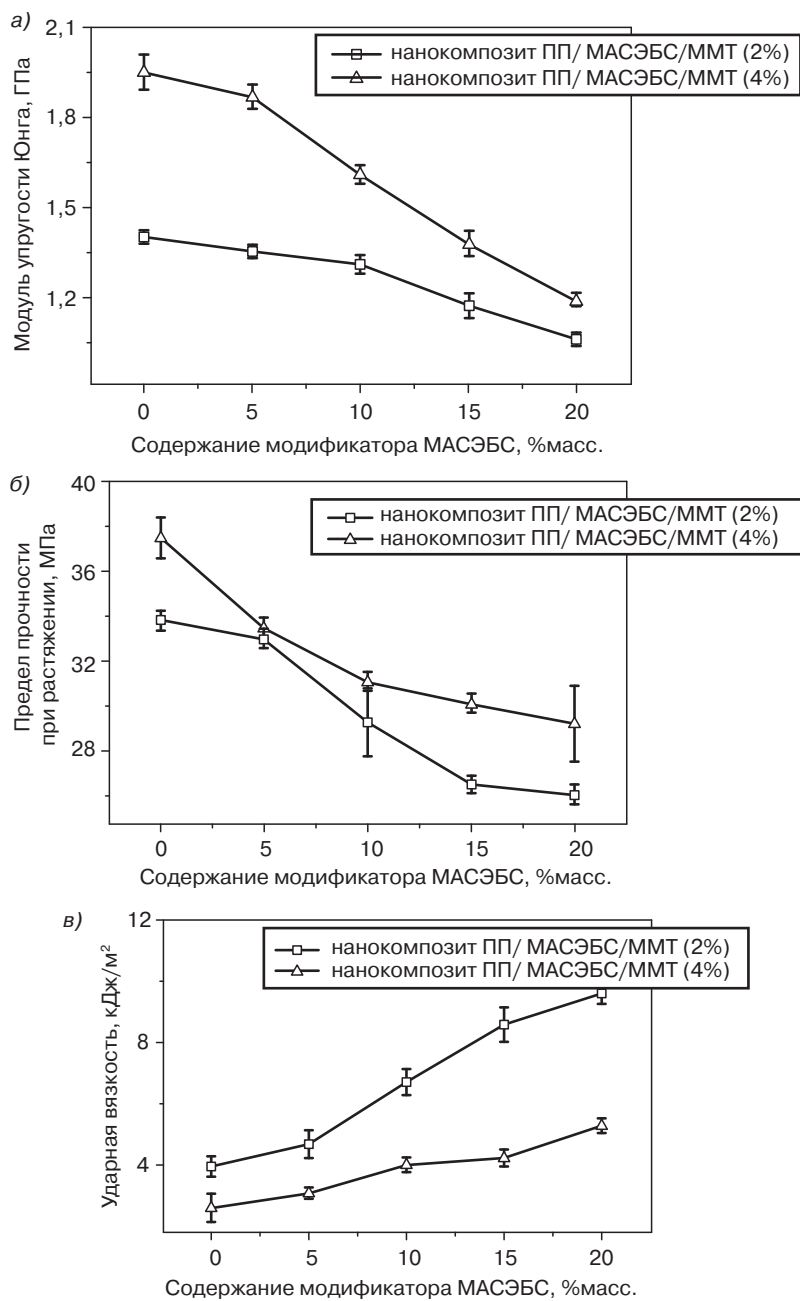 а)
Модуль упругости Юнга, ГПа
2,1
1,8
1,5
1,2
нанокомпозит ПП/ МАСЭБС/ММТ (2%)
нанокомпозит ПП/ МАСЭБС/ММТ (4%)
0 5 10 15 20
Содержание модификатора МАСЭБС, %масс.
б)
Предел прочности
при растяжении, МПа
40
36
32
28
нанокомпозит ПП/ МАСЭБС/ММТ (2%)
нанокомпозит ПП/ МАСЭБС/ММТ (4%)
0 5 10 15 20
Содержание модификатора МАСЭБС, %масс.
в)
Ударная вязкость, кДж/м²
12
8
4
нанокомпозит ПП/ МАСЭБС/ММТ (2%)
нанокомпозит ПП/ МАСЭБС/ММТ (4%)
0 5 10 15 20
Содержание модификатора МАСЭБС, %масс.